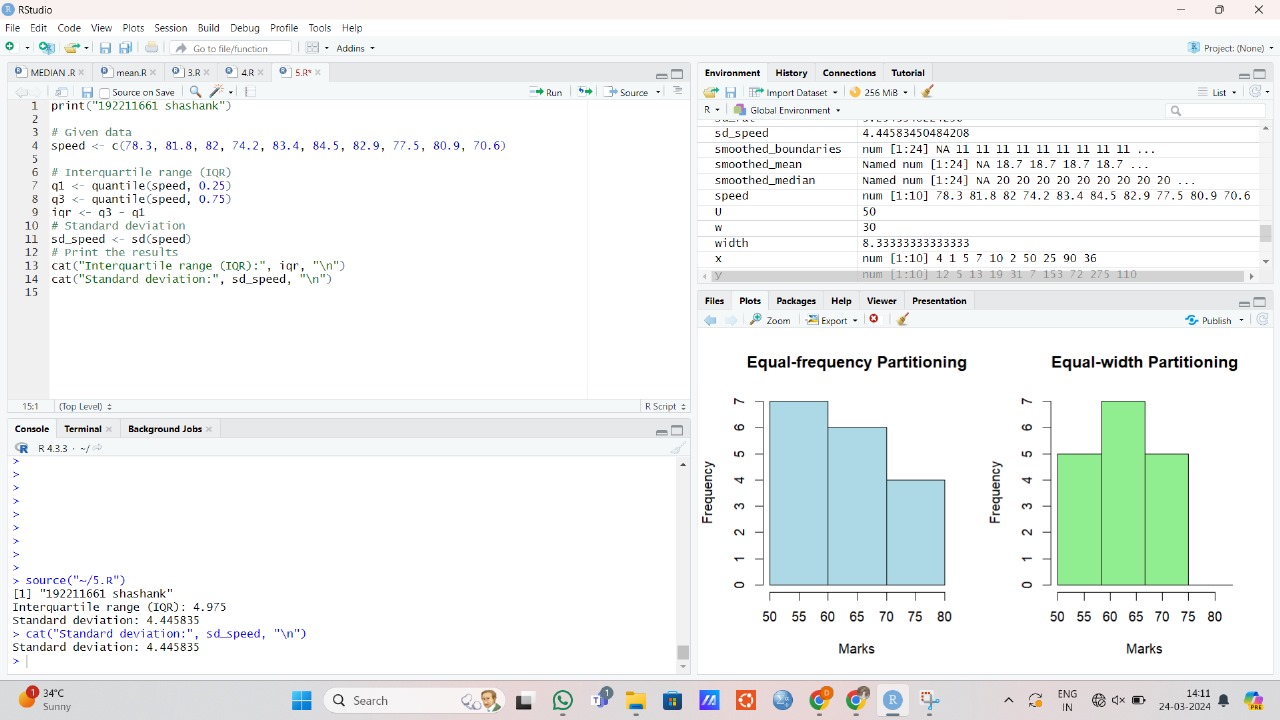 RStudio
File Edit Code View Plots Session Build Debug Profile Tools Help
Go to file/function Addins Project: (None)
MEDIAN .R mean.R 3.R 4.R 5.R*
Source on Save Run Source
1 print("192211661 shashank")
2
3 # Given data
4 speed <- c(78.3, 81.8, 82, 74.2, 83.4, 84.5, 82.9, 77.5, 80.9, 70.6)
5
6 # Interquartile range (IQR)
7 q1 <- quantile(speed, 0.25)
8 q3 <- quantile(speed, 0.75)
9 iqr <- q3 - q1
10 # Standard deviation
11 sd_speed <- sd(speed)
12 # Print the results
13 cat("Interquartile range (IQR):", iqr, "\n")
14 cat("Standard deviation:", sd_speed, "\n")
15
15:1 (Top Level) R Script
Console Terminal Background Jobs
R 4.3.3 · ~/
>
>
>
>
>
>
>
>
>
> source("~/5.R")
[1] "192211661 shashank"
Interquartile range (IQR): 4.975
Standard deviation: 4.445835
> cat("Standard deviation:", sd_speed, "\n")
Standard deviation: 4.445835
>
Environment History Connections Tutorial
Import Dataset 256 MiB List
R Global Environment
sd_speed 4.44583450484208
smoothed_boundaries num [1:24] NA 11 11 11 11 11 11 11 11 11 ...
smoothed_mean Named num [1:24] NA 18.7 18.7 18.7 18.7 ...
smoothed_median Named num [1:24] NA 20 20 20 20 20 20 20 20 20 ...
speed num [1:10] 78.3 81.8 82 74.2 83.4 84.5 82.9 77.5 80.9 70.6
U 50
w 30
width 8.33333333333333
x num [1:10] 4 1 5 7 10 2 50 25 90 36
y num [1:10] 12 5 13 19 31 7 153 72 275 110
Files Plots Packages Help Viewer Presentation
Zoom Export Publish
Equal-frequency Partitioning
Frequency
0 1 2 3 4 5 6 7
50 55 60 65 70 75 80
Marks
Equal-width Partitioning
Frequency
0 1 2 3 4 5 6 7
50 55 60 65 70 75 80
Marks
1 34°C
Sunny
Search
1
0
ENG
IN
14:11
24-03-2024
PRE